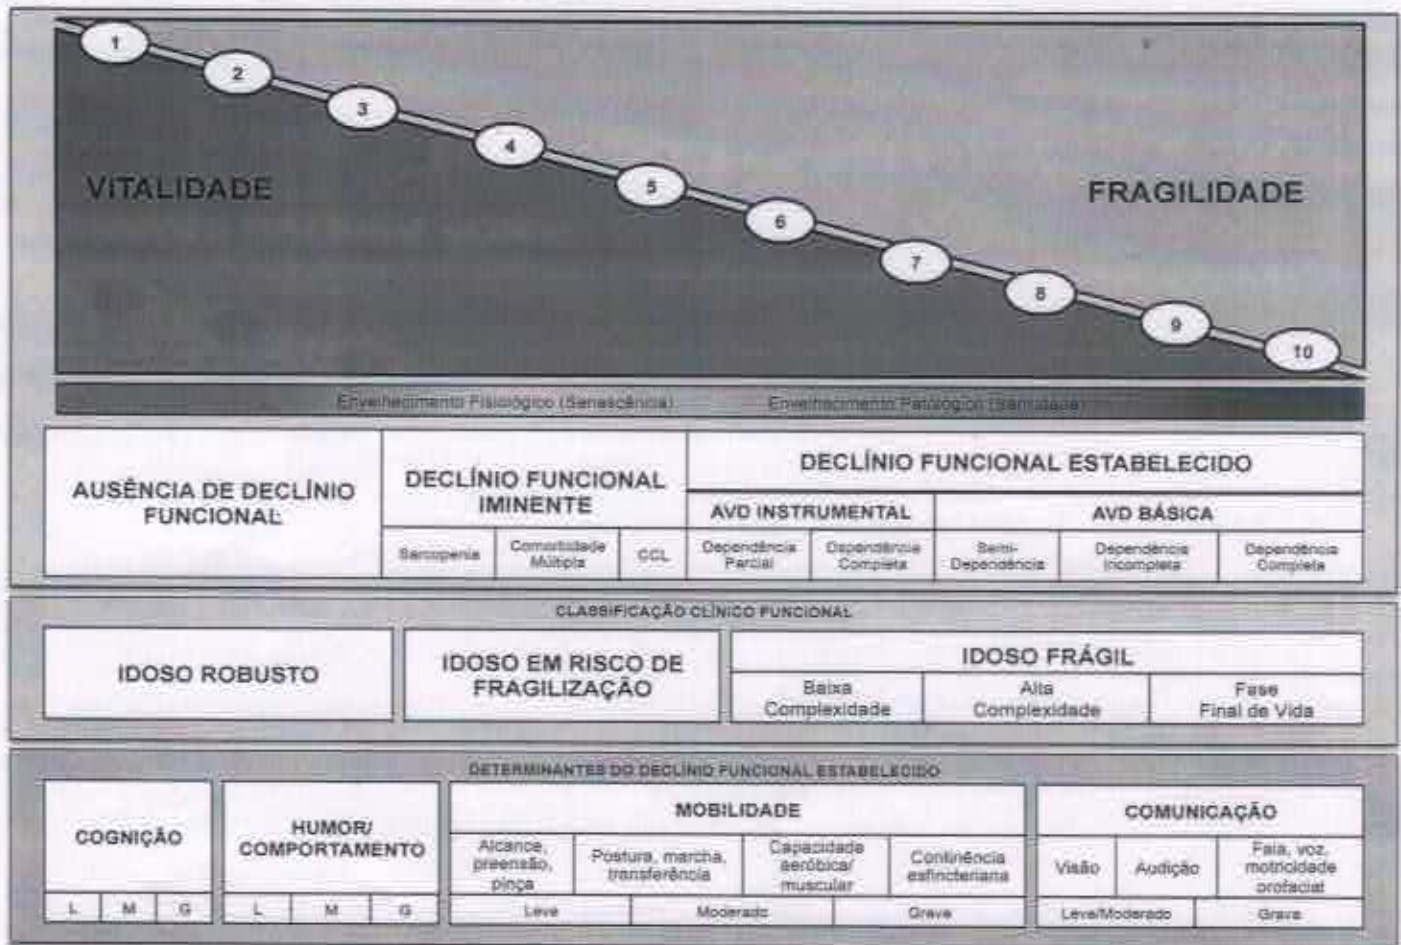 1
2
3
4
5
6
7
8
9
10
VITALIDADE
FRAGILIDADE
Envelhecimento Fisiológico (Senescência)
Envelhecimento Patológico (Senilidade)
AUSÊNCIA DE DECLÍNIO
FUNCIONAL
DECLÍNIO FUNCIONAL
IMINENTE
Sarcopenia
Comorbidade
Múltipla
CCL
DECLÍNIO FUNCIONAL ESTABELECIDO
AVD INSTRUMENTAL
AVD BÁSICA
Dependência
Parcial
Dependência
Completa
Semi-
Dependência
Dependência
Incompleta
Dependência
Completa
CLASSIFICAÇÃO CLÍNICO FUNCIONAL
IDOSO ROBUSTO
IDOSO EM RISCO DE
FRAGILIZAÇÃO
IDOSO FRÁGIL
Baixa
Complexidade
Alta
Complexidade
Fase
Final de Vida
DETERMINANTES DO DECLÍNIO FUNCIONAL ESTABELECIDO
COGNIÇÃO
L M G
HUMOR/
COMPORTAMENTO
L M G
MOBILIDADE
Alcance,
preensão,
pinça
Postura, marcha,
transferência
Capacidade
aeróbica/
muscular
Continência
esfincteriana
Leve Moderado Grave
COMUNICAÇÃO
Visão
Audição
Fala, voz,
motricidade
orofacial
Leve/Moderado Grave